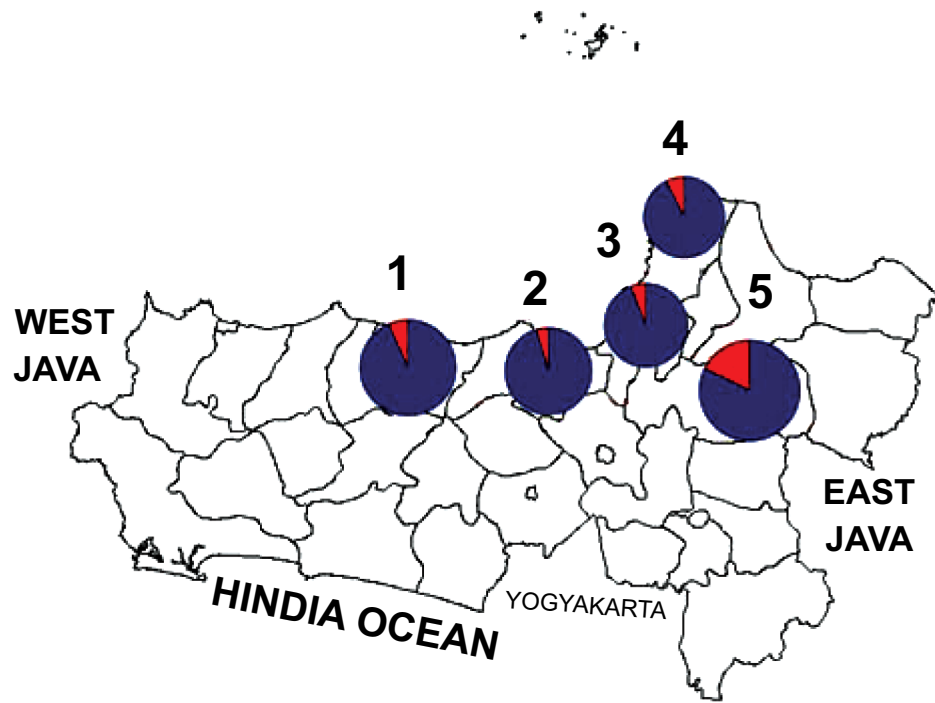 4
3
1
2
5
WEST
JAVA
EAST
JAVA
HINDIA OCEAN
YOGYAKARTA